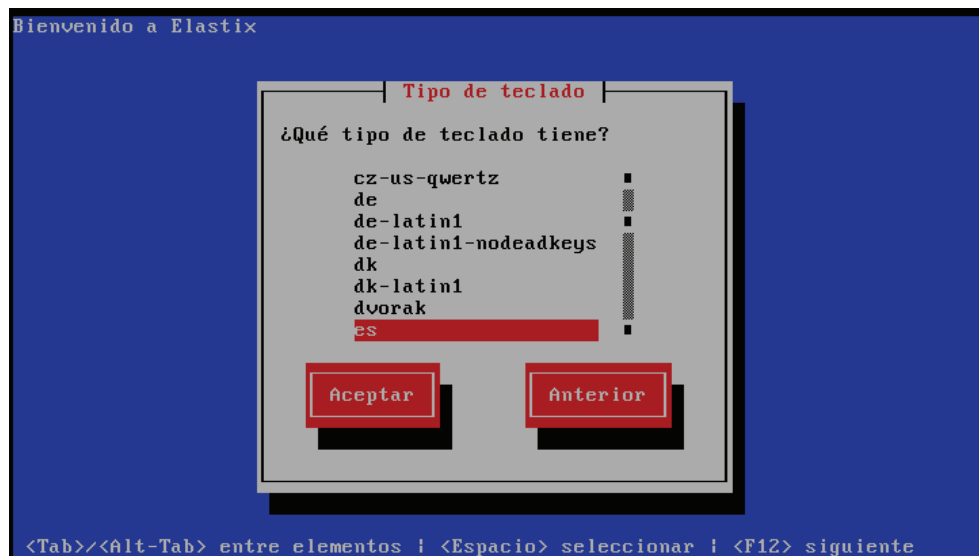 Bienvenido a Elastix
Tipo de teclado
¿Qué tipo de teclado tiene?
cz-us-qwertz
de
de-latin1
de-latin1-nodeadkeys
dk
dk-latin1
dvorak
es
Aceptar Anterior
<Tab>/<Alt-Tab> entre elementos | <Espacio> seleccionar | <F12> siguiente